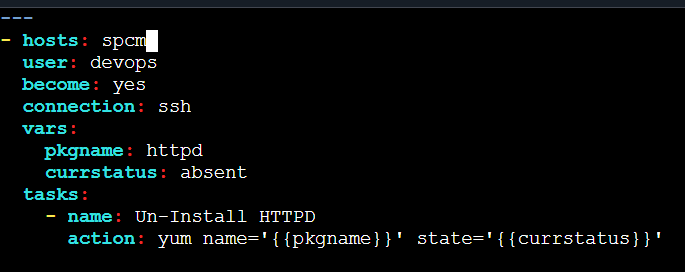 ---
- hosts: spcm
  user: devops
  become: yes
  connection: ssh
  vars:
    pkgname: httpd
    currstatus: absent
  tasks:
    - name: Un-Install HTTPD
      action: yum name='{{pkgname}}' state='{{currstatus}}'